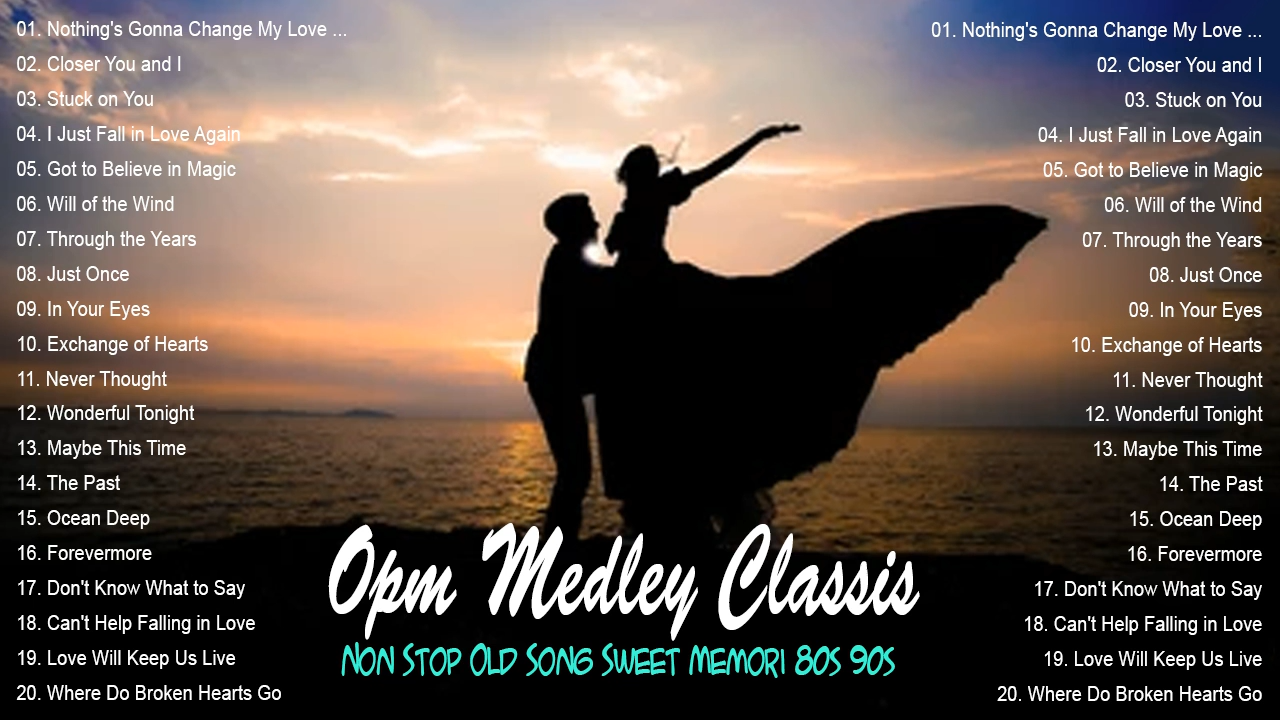 01. Nothing's Gonna Change My Love ...
02. Closer You and I
03. Stuck on You
04. I Just Fall in Love Again
05. Got to Believe in Magic
06. Will of the Wind
07. Through the Years
08. Just Once
09. In Your Eyes
10. Exchange of Hearts
11. Never Thought
12. Wonderful Tonight
13. Maybe This Time
14. The Past
15. Ocean Deep
16. Forevermore
17. Don't Know What to Say
18. Can't Help Falling in Love
19. Love Will Keep Us Live
20. Where Do Broken Hearts Go
01. Nothing's Gonna Change My Love ...
02. Closer You and I
03. Stuck on You
04. I Just Fall in Love Again
05. Got to Believe in Magic
06. Will of the Wind
07. Through the Years
08. Just Once
09. In Your Eyes
10. Exchange of Hearts
11. Never Thought
12. Wonderful Tonight
13. Maybe This Time
14. The Past
15. Ocean Deep
16. Forevermore
17. Don't Know What to Say
18. Can't Help Falling in Love
19. Love Will Keep Us Live
20. Where Do Broken Hearts Go
Opm Medley Classis
Non Stop Old Song Sweet Memori 80s 90s